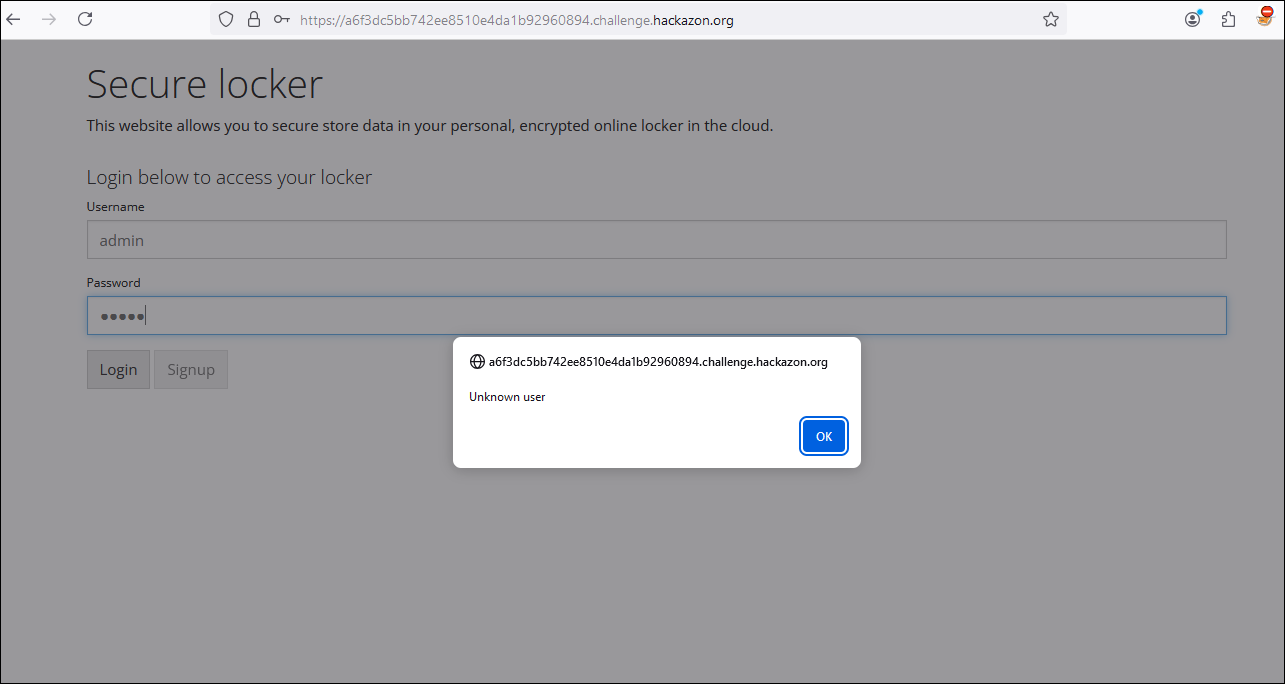 https://a6f3dc5bb742ee8510e4da1b92960894.challenge.hackazon.org
Secure locker
This website allows you to secure store data in your personal, encrypted online locker in the cloud.
Login below to access your locker
Username
admin
Password
●●●●●
Login Signup
a6f3dc5bb742ee8510e4da1b92960894.challenge.hackazon.org
Unknown user
OK